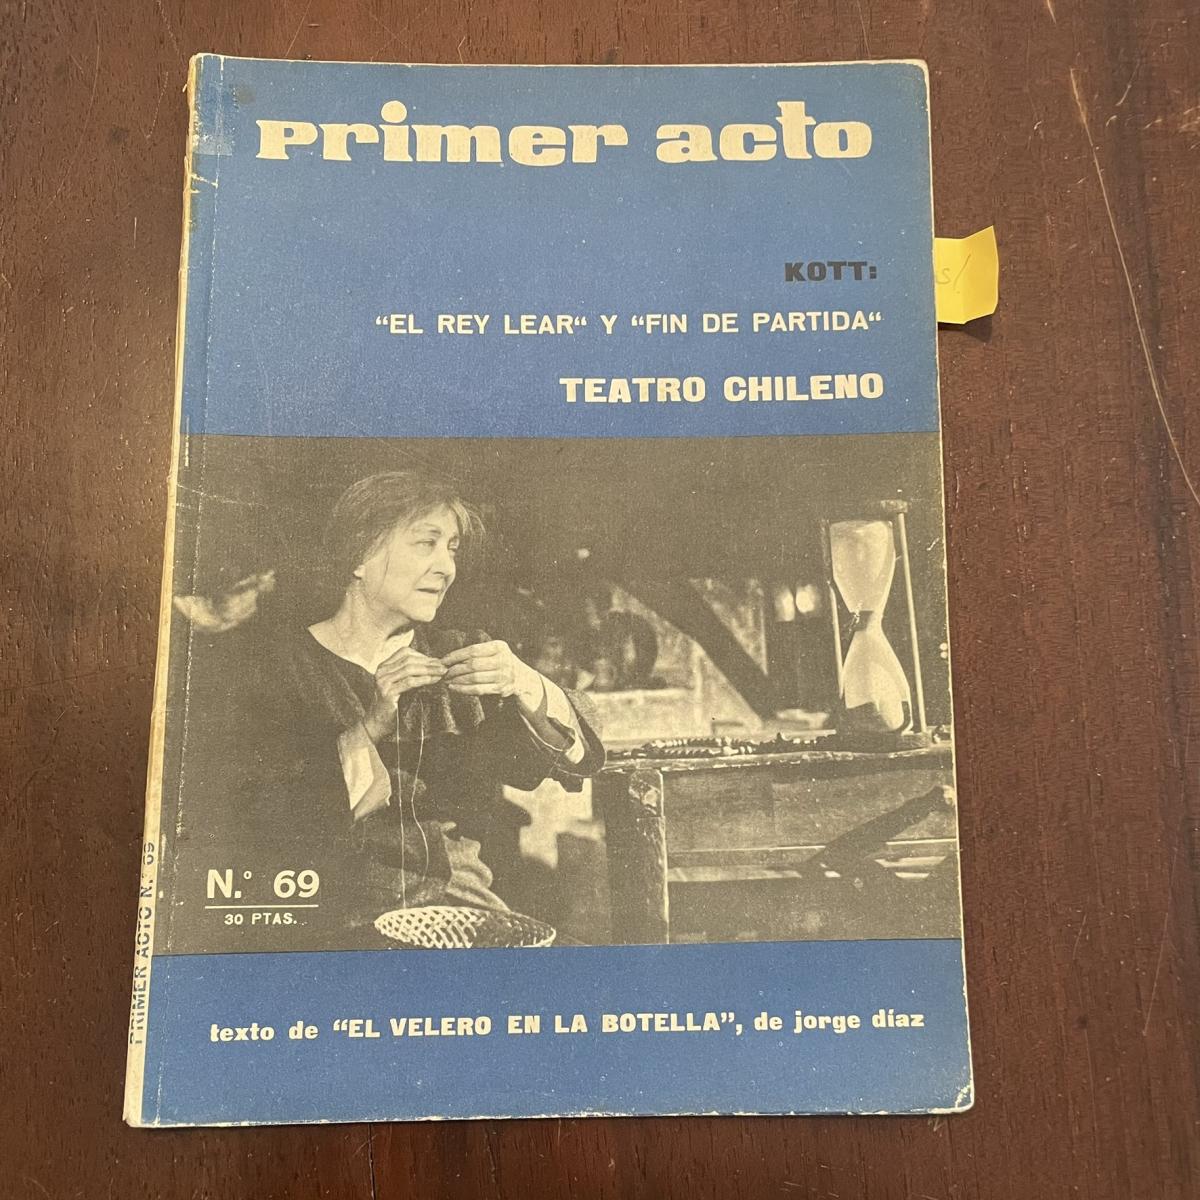 primer acto
KOTT:
“EL REY LEAR“ Y “FIN DE PARTIDA“
TEATRO CHILENO
N.º 69
30 PTAS.
texto de “EL VELERO EN LA BOTELLA”, de jorge díaz
PRIMER ACTO N.º 69